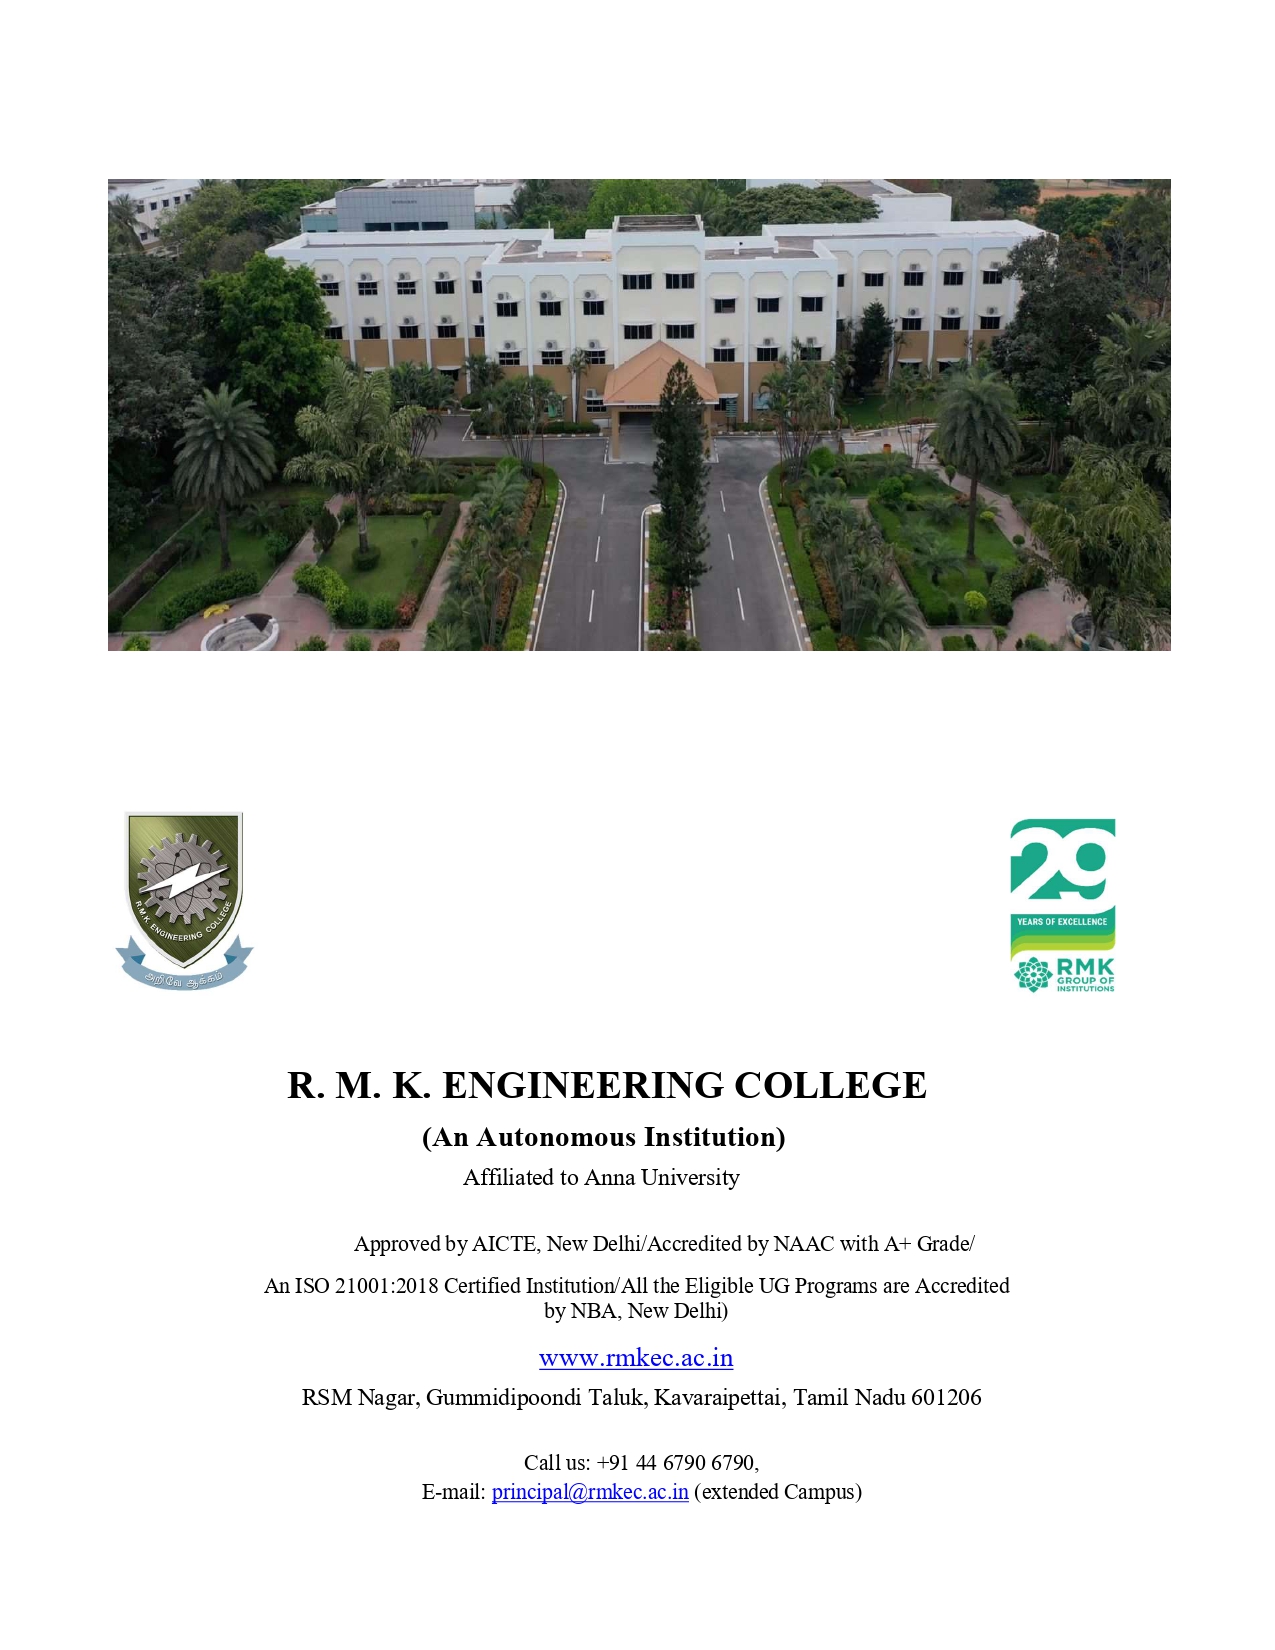 R.M.K. ENGINEERING COLLEGE
அறிவே ஆக்கம்
29
YEARS OF EXCELLENCE
RMK
GROUP OF
INSTITUTIONS
R. M. K. ENGINEERING COLLEGE
(An Autonomous Institution)
Affiliated to Anna University
Approved by AICTE, New Delhi/Accredited by NAAC with A+ Grade/
An ISO 21001:2018 Certified Institution/All the Eligible UG Programs are Accredited
by NBA, New Delhi)
www.rmkec.ac.in
RSM Nagar, Gummidipoondi Taluk, Kavaraipettai, Tamil Nadu 601206
Call us: +91 44 6790 6790,
E-mail: principal@rmkec.ac.in (extended Campus)